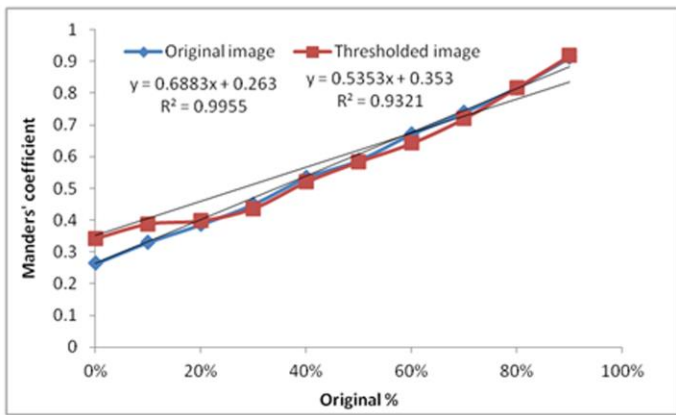 1
0.9
0.8
0.7
0.6
0.5
0.4
0.3
0.2
0.1
0
Manders' coefficient
Original image Thresholded image
y = 0.6883x + 0.263 y = 0.5353x + 0.353
R² = 0.9955 R² = 0.9321
0% 20% 40% 60% 80% 100%
Original %